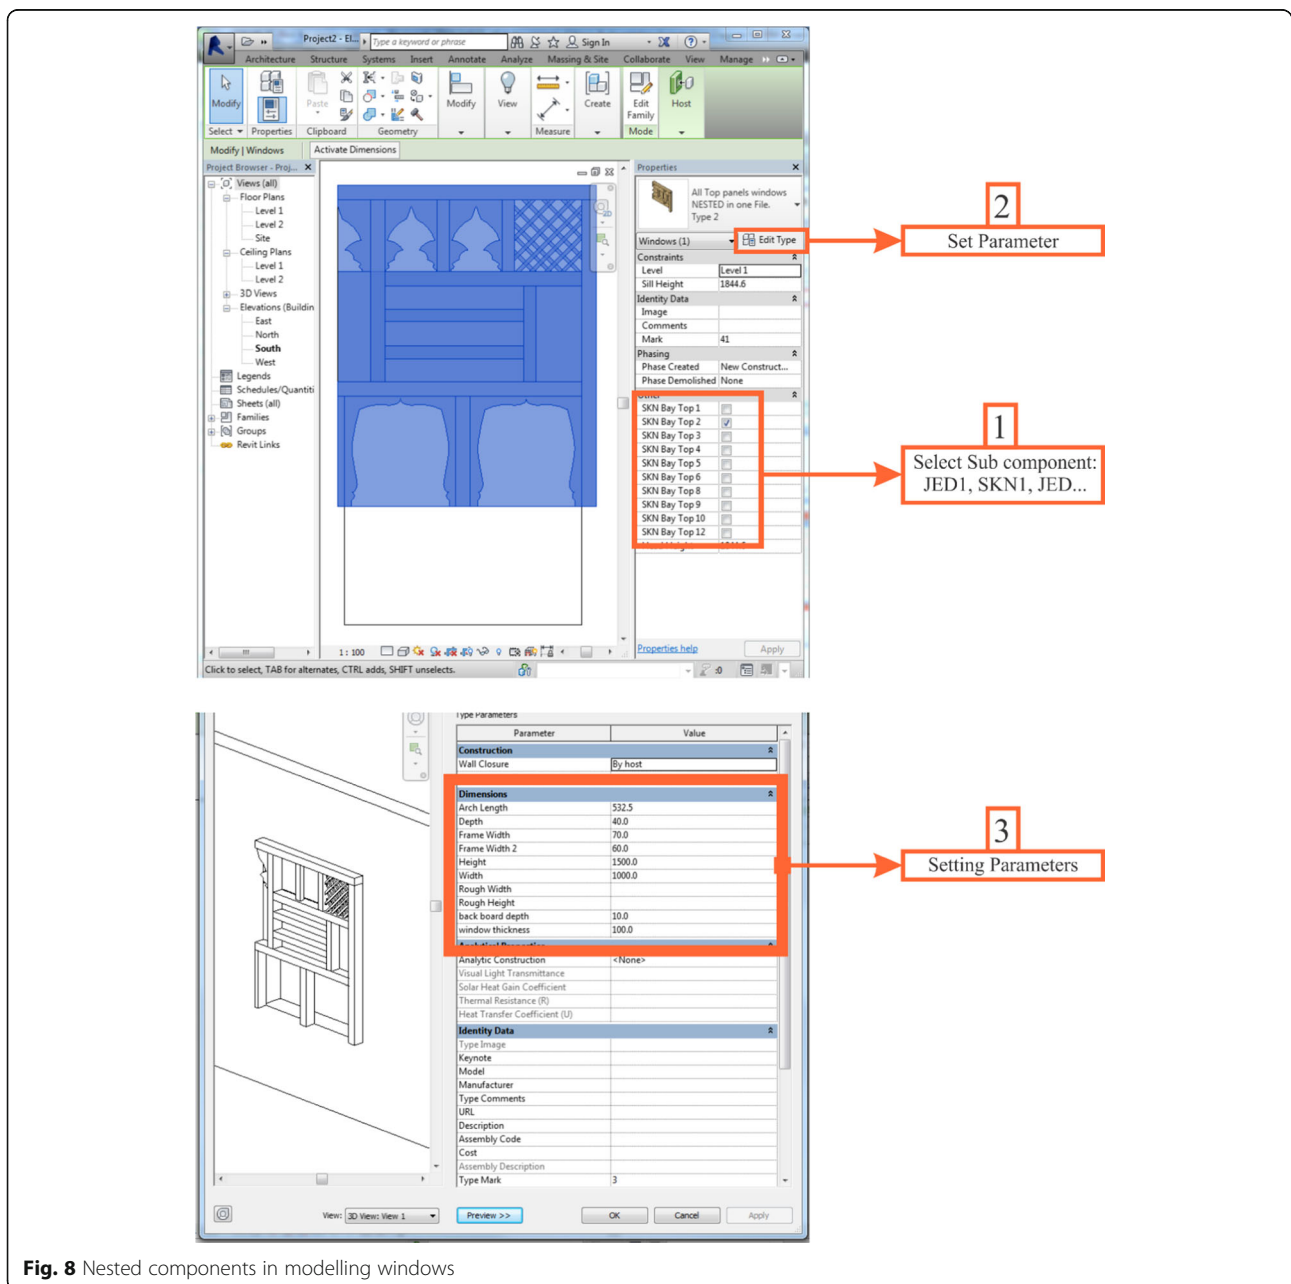 Project2 - El...
Type a keyword or phrase
Sign In
Architecture Structure Systems Insert Annotate Analyze Massing & Site Collaborate View Manage
Modify Paste Modify View Create Edit Family Host
Select Properties Clipboard Geometry Measure Mode
Modify | Windows Activate Dimensions
Project Browser - Proj...
Views (all)
Floor Plans
Level 1
Level 2
Site
Ceiling Plans
Level 1
Level 2
3D Views
Elevations (Buildin
East
North
South
West
Legends
Schedules/Quantiti
Sheets (all)
Families
Groups
Revit Links
1 : 100
Properties
All Top panels windows
NESTED in one File.
Type 2
Windows (1) Edit Type
Constraints
Level Level 1
Sill Height 1844.6
Identity Data
Image
Comments
Mark 41
Phasing
Phase Created New Construct...
Phase Demolished None
Other
SKN Bay Top 1
SKN Bay Top 2
SKN Bay Top 3
SKN Bay Top 4
SKN Bay Top 5
SKN Bay Top 6
SKN Bay Top 8
SKN Bay Top 9
SKN Bay Top 10
SKN Bay Top 12
Properties help Apply
Click to select, TAB for alternates, CTRL adds, SHIFT unselects.
:0
2
Set Parameter
1
Select Sub component:
JED1, SKN1, JED...
Type Parameters
Parameter Value
Construction
Wall Closure By host
Dimensions
Arch Length 532.5
Depth 40.0
Frame Width 70.0
Frame Width 2 60.0
Height 1500.0
Width 1000.0
Rough Width
Rough Height
back board depth 10.0
window thickness 100.0
Analytical Properties
Analytic Construction <None>
Visual Light Transmittance
Solar Heat Gain Coefficient
Thermal Resistance (R)
Heat Transfer Coefficient (U)
Identity Data
Type Image
Keynote
Model
Manufacturer
Type Comments
URL
Description
Assembly Code
Cost
Assembly Description
Type Mark 3
View: 3D View: View 1 Preview >> OK Cancel Apply
3
Setting Parameters
Fig. 8 Nested components in modelling windows